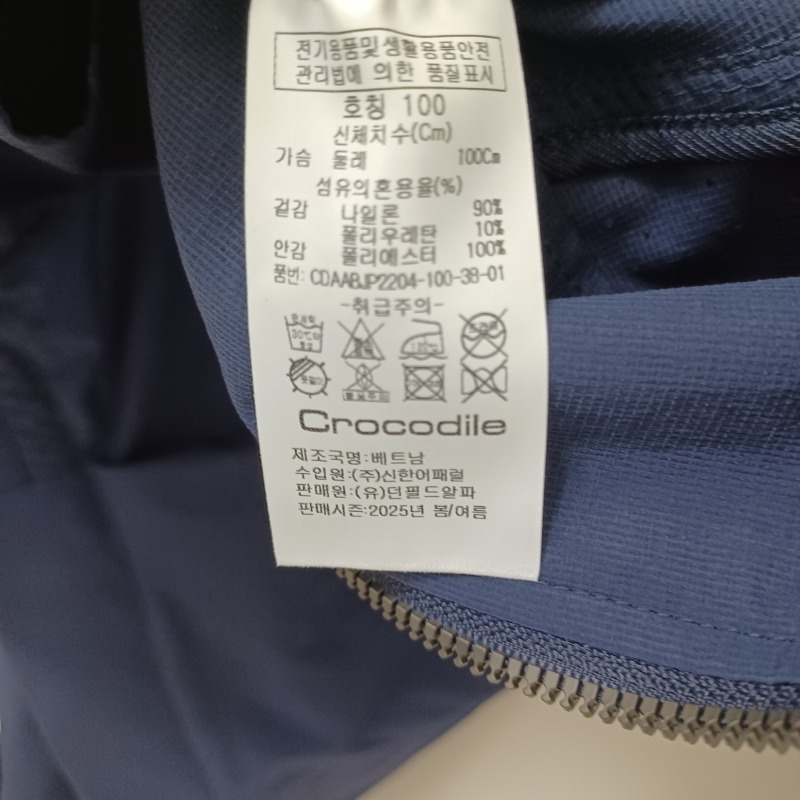 전기용품및 생활용품안전
관리법에 의한 품질표시
호칭 100
신체치수(Cm)
가슴 둘레 100Cm
섬유의혼용율(%)
겉감 나일론 90%
폴리우레탄 10%
안감 폴리에스터 100%
품번: CDAABJP2204-100-38-01
-취급주의-
Crocodile
제조국명:베트남
수입원:(주)신한어패럴
판매원:(유)던필드알파
판매시즌:2025년 봄/여름